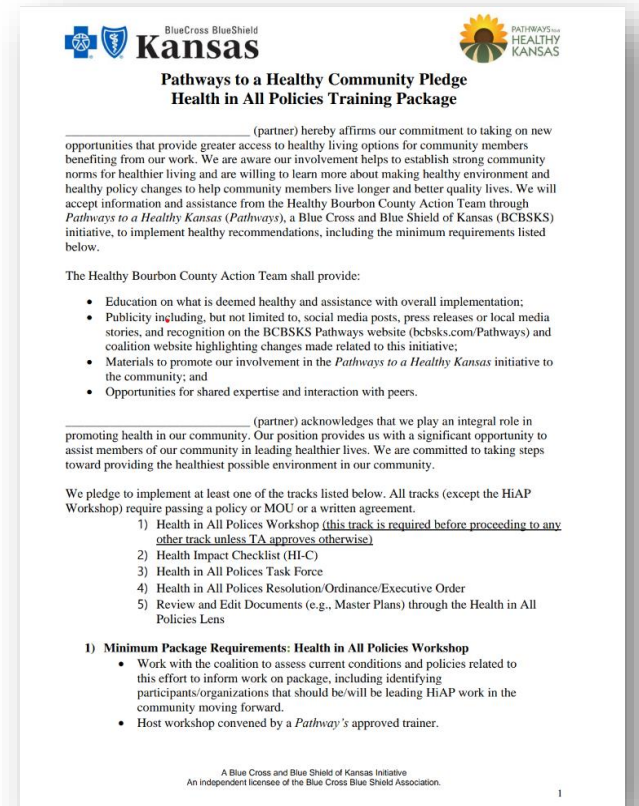 BlueCross BlueShield
Kansas
PATHWAYS to a
HEALTHY
KANSAS
Pathways to a Healthy Community Pledge
Health in All Policies Training Package
______________________________ (partner) hereby affirms our commitment to taking on new
opportunities that provide greater access to healthy living options for community members
benefiting from our work. We are aware our involvement helps to establish strong community
norms for healthier living and are willing to learn more about making healthy environment and
healthy policy changes to help community members live longer and better quality lives. We will
accept information and assistance from the Healthy Bourbon County Action Team through
Pathways to a Healthy Kansas (Pathways), a Blue Cross and Blue Shield of Kansas (BCBSKS)
initiative, to implement healthy recommendations, including the minimum requirements listed
below.
The Healthy Bourbon County Action Team shall provide:
• Education on what is deemed healthy and assistance with overall implementation;
• Publicity including, but not limited to, social media posts, press releases or local media
stories, and recognition on the BCBSKS Pathways website (bcbsks.com/Pathways) and
coalition website highlighting changes made related to this initiative;
• Materials to promote our involvement in the Pathways to a Healthy Kansas initiative to
the community; and
• Opportunities for shared expertise and interaction with peers.
______________________________ (partner) acknowledges that we play an integral role in
promoting health in our community. Our position provides us with a significant opportunity to
assist members of our community in leading healthier lives. We are committed to taking steps
toward providing the healthiest possible environment in our community.
We pledge to implement at least one of the tracks listed below. All tracks (except the HiAP
Workshop) require passing a policy or MOU or a written agreement.
1) Health in All Polices Workshop (this track is required before proceeding to any
other track unless TA approves otherwise)
2) Health Impact Checklist (HI-C)
3) Health in All Polices Task Force
4) Health in All Polices Resolution/Ordinance/Executive Order
5) Review and Edit Documents (e.g., Master Plans) through the Health in All
Policies Lens
1) Minimum Package Requirements: Health in All Policies Workshop
• Work with the coalition to assess current conditions and policies related to
this effort to inform work on package, including identifying
participants/organizations that should be/will be leading HiAP work in the
community moving forward.
• Host workshop convened by a Pathway's approved trainer.
A Blue Cross and Blue Shield of Kansas Initiative
An independent licensee of the Blue Cross Blue Shield Association.
1